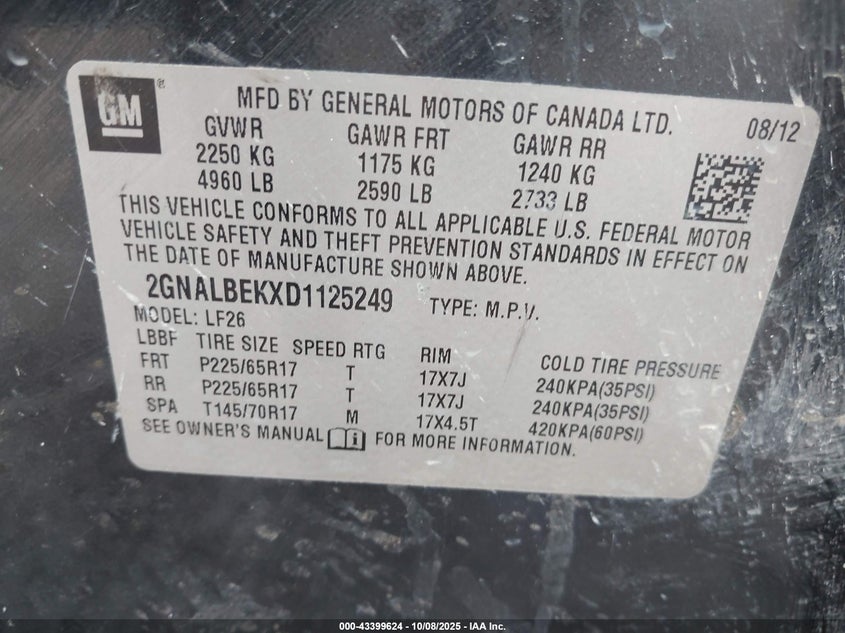 GM ®
MFD BY GENERAL MOTORS OF CANADA LTD. 08/12
GVWR GAWR FRT GAWR RR
2250 KG 1175 KG 1240 KG
4960 LB 2590 LB 2733 LB
THIS VEHICLE CONFORMS TO ALL APPLICABLE U.S. FEDERAL MOTOR
VEHICLE SAFETY AND THEFT PREVENTION STANDARDS IN EFFECT ON
THE DATE OF MANUFACTURE SHOWN ABOVE.
2GNALBEKXD1125249 TYPE: M.P.V.
MODEL: LF26
LBBF TIRE SIZE SPEED RTG RIM COLD TIRE PRESSURE
FRT P225/65R17 T 17X7J 240KPA(35PSI)
RR P225/65R17 T 17X7J 240KPA(35PSI)
SPA T145/70R17 M 17X4.5T 420KPA(60PSI)
SEE OWNER'S MANUAL i FOR MORE INFORMATION.
000-43399624 - 10/08/2025 - IAA Inc.